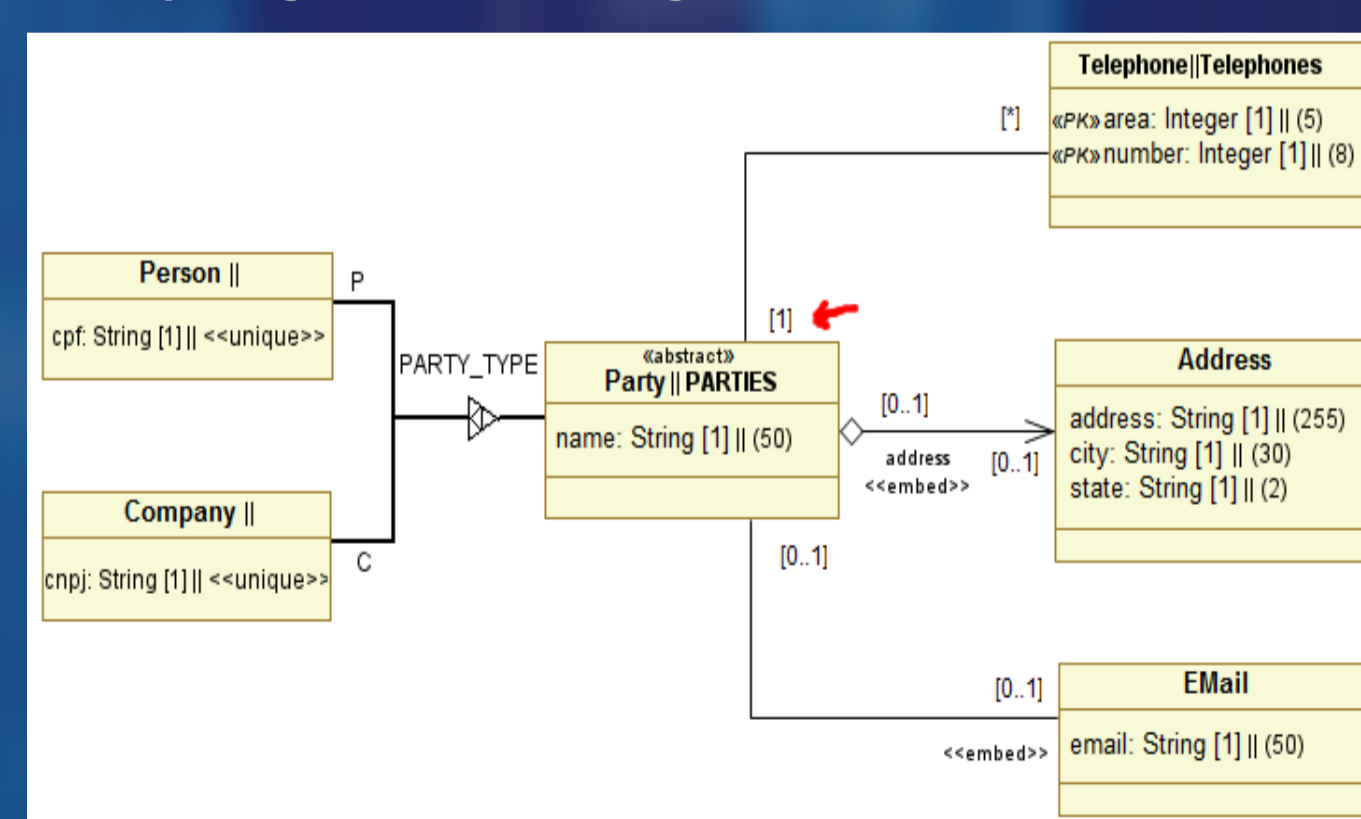 Telephone||Telephones
[*]
«PK» area: Integer [1] || (5)
«PK» number: Integer [1] || (8)
Person ||
P
cpf: String [1] || <<unique>>
[1]
PARTY_TYPE
«abstract»
Party || PARTIES
name: String [1] || (50)
Address
[0..1]
address: String [1] || (255)
city: String [1] || (30)
state: String [1] || (2)
address
<<embed>>
[0..1]
Company ||
C
cnpj: String [1] || <<unique>>
[0..1]
EMail
[0..1]
email: String [1] || (50)
<<embed>>